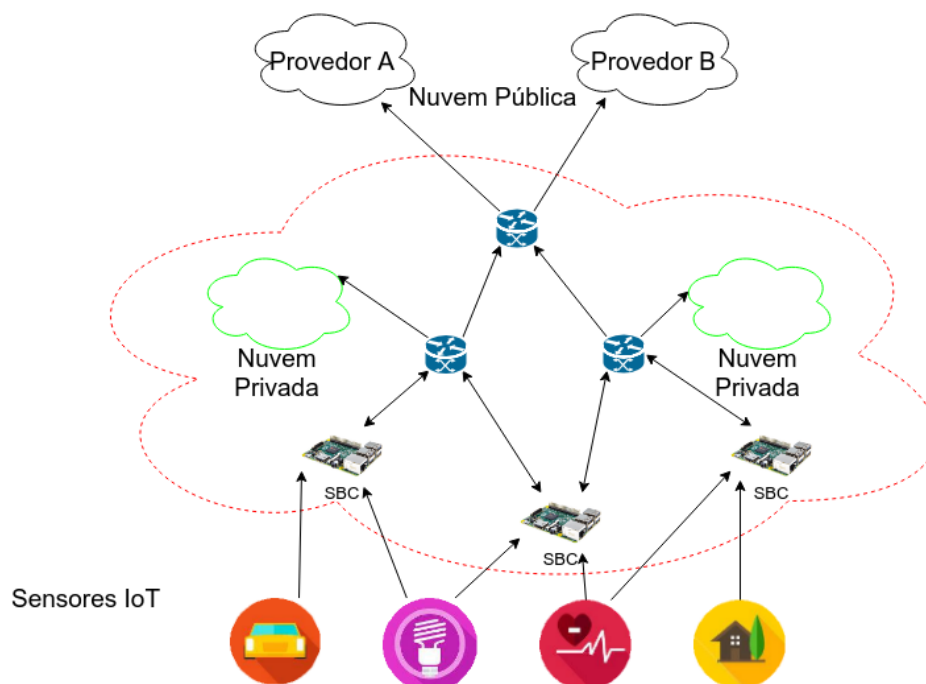 Provedor A
Provedor B
Nuvem Pública
Nuvem
Privada
Nuvem
Privada
SBC
SBC
SBC
Sensores IoT